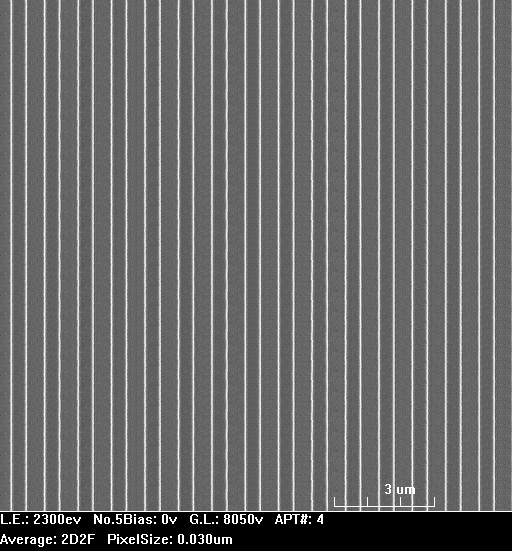 3 um
L.E.: 2300ev No.5Bias: 0v G.L.: 8050v APT#: 4
Average: 2D2F PixelSize: 0.030um